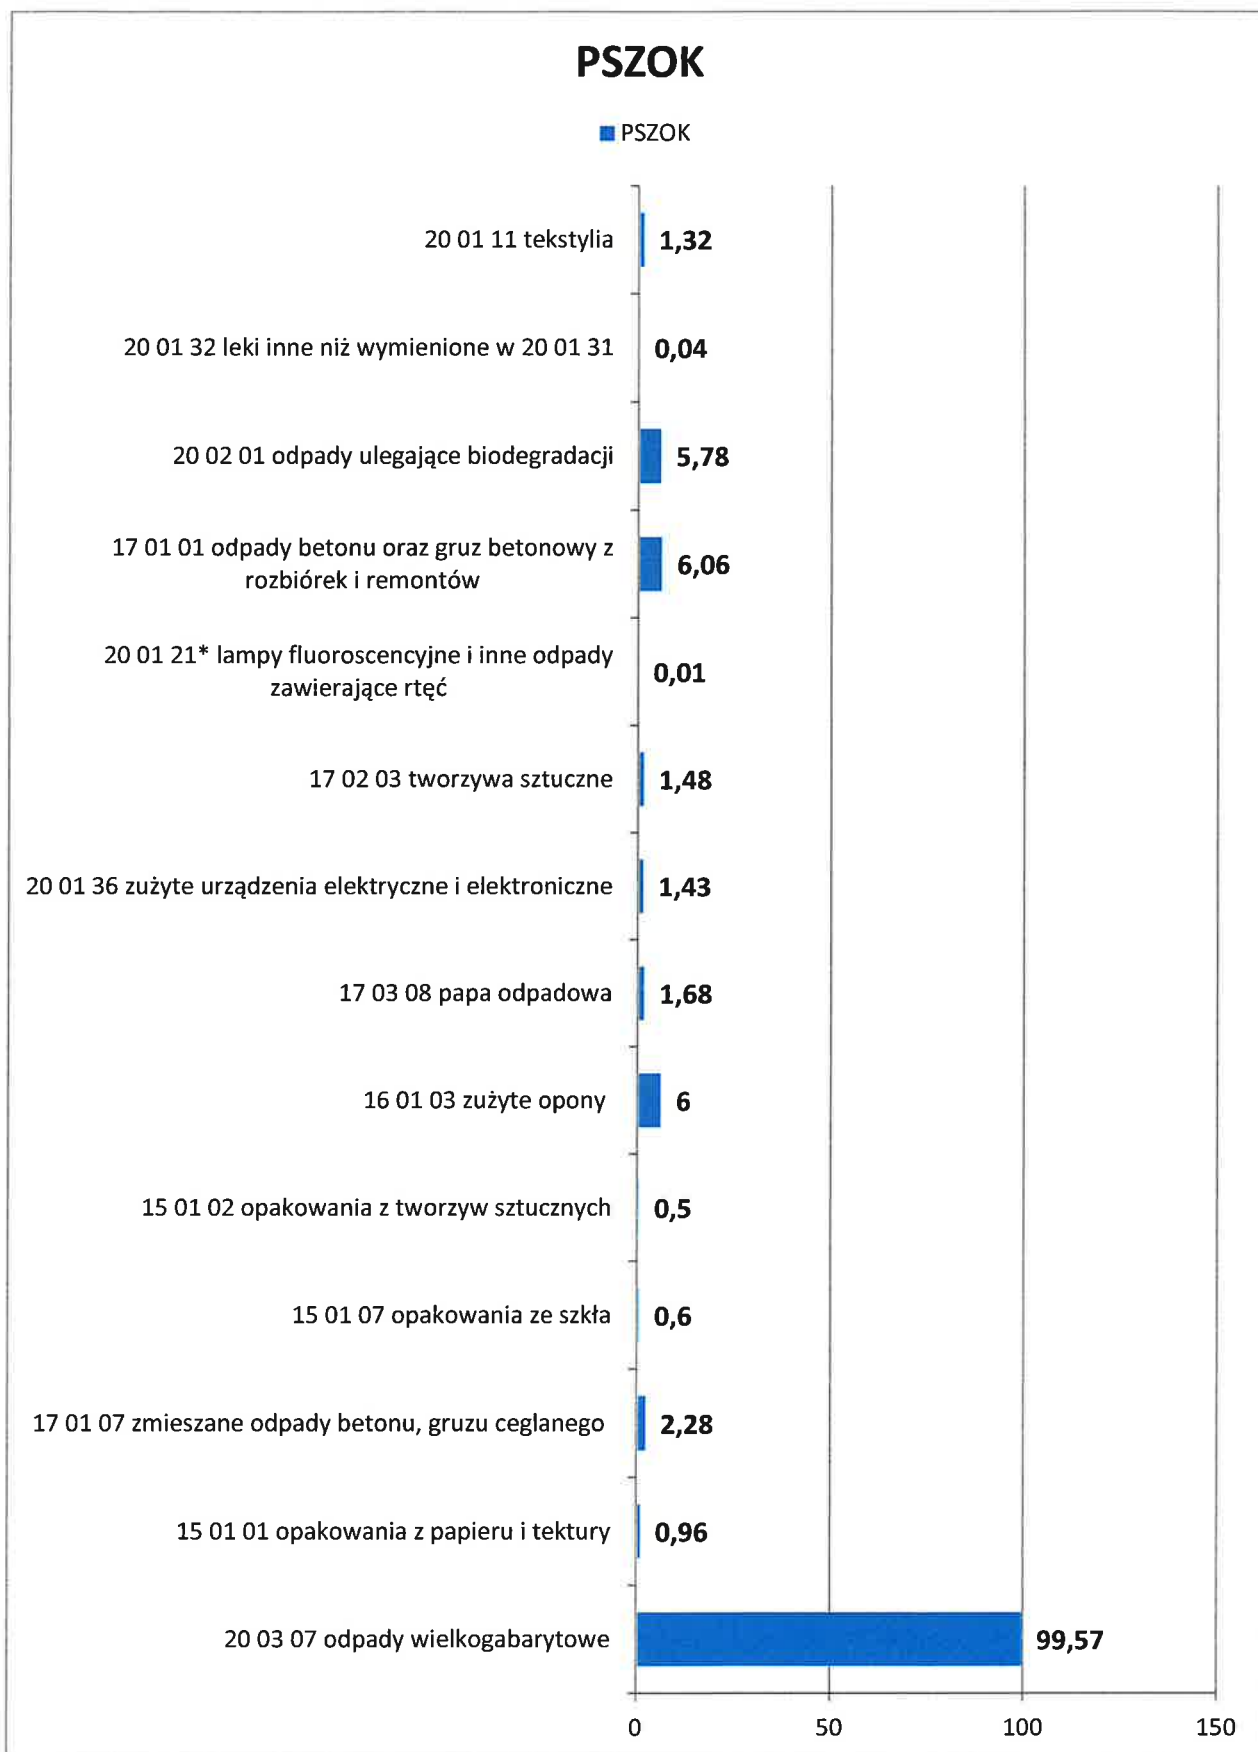 PSZOK
PSZOK
20 01 11 tekstylia 1,32
20 01 32 leki inne niż wymienione w 20 01 31 0,04
20 02 01 odpady ulegające biodegradacji 5,78
17 01 01 odpady betonu oraz gruz betonowy z
rozbiórek i remontów 6,06
20 01 21* lampy fluoroscencyjne i inne odpady
zawierające rtęć 0,01
17 02 03 tworzywa sztuczne 1,48
20 01 36 zużyte urządzenia elektryczne i elektroniczne 1,43
17 03 08 papa odpadowa 1,68
16 01 03 zużyte opony 6
15 01 02 opakowania z tworzyw sztucznych 0,5
15 01 07 opakowania ze szkła 0,6
17 01 07 zmieszane odpady betonu, gruzu ceglanego 2,28
15 01 01 opakowania z papieru i tektury 0,96
20 03 07 odpady wielkogabarytowe 99,57
0 50 100 150